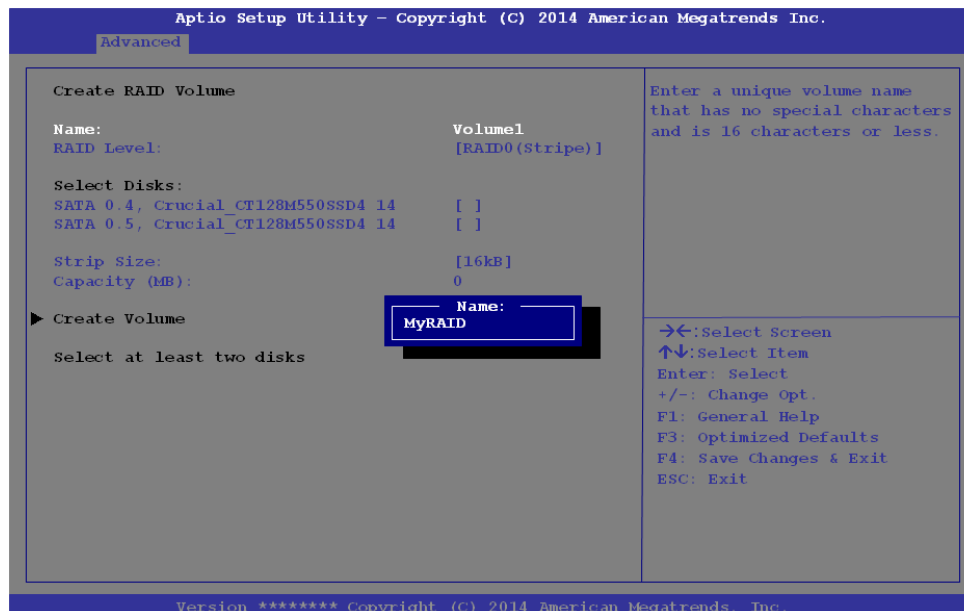 Aptio Setup Utility – Copyright (C) 2014 American Megatrends Inc.
Advanced
Create RAID Volume
Name: Volume1
RAID Level: [RAID0(Stripe)]
Select Disks:
SATA 0.4, Crucial_CT128M550SSD4 14 [ ]
SATA 0.5, Crucial_CT128M550SSD4 14 [ ]
Strip Size: [16kB]
Capacity (MB): 0
▶ Create Volume
Select at least two disks
Name:
MyRAID
Enter a unique volume name
that has no special characters
and is 16 characters or less.
→←:Select Screen
↑↓:Select Item
Enter: Select
+/-: Change Opt.
F1: General Help
F3: Optimized Defaults
F4: Save Changes & Exit
ESC: Exit
Version ******** Copyright (C) 2014 American Megatrends, Inc.